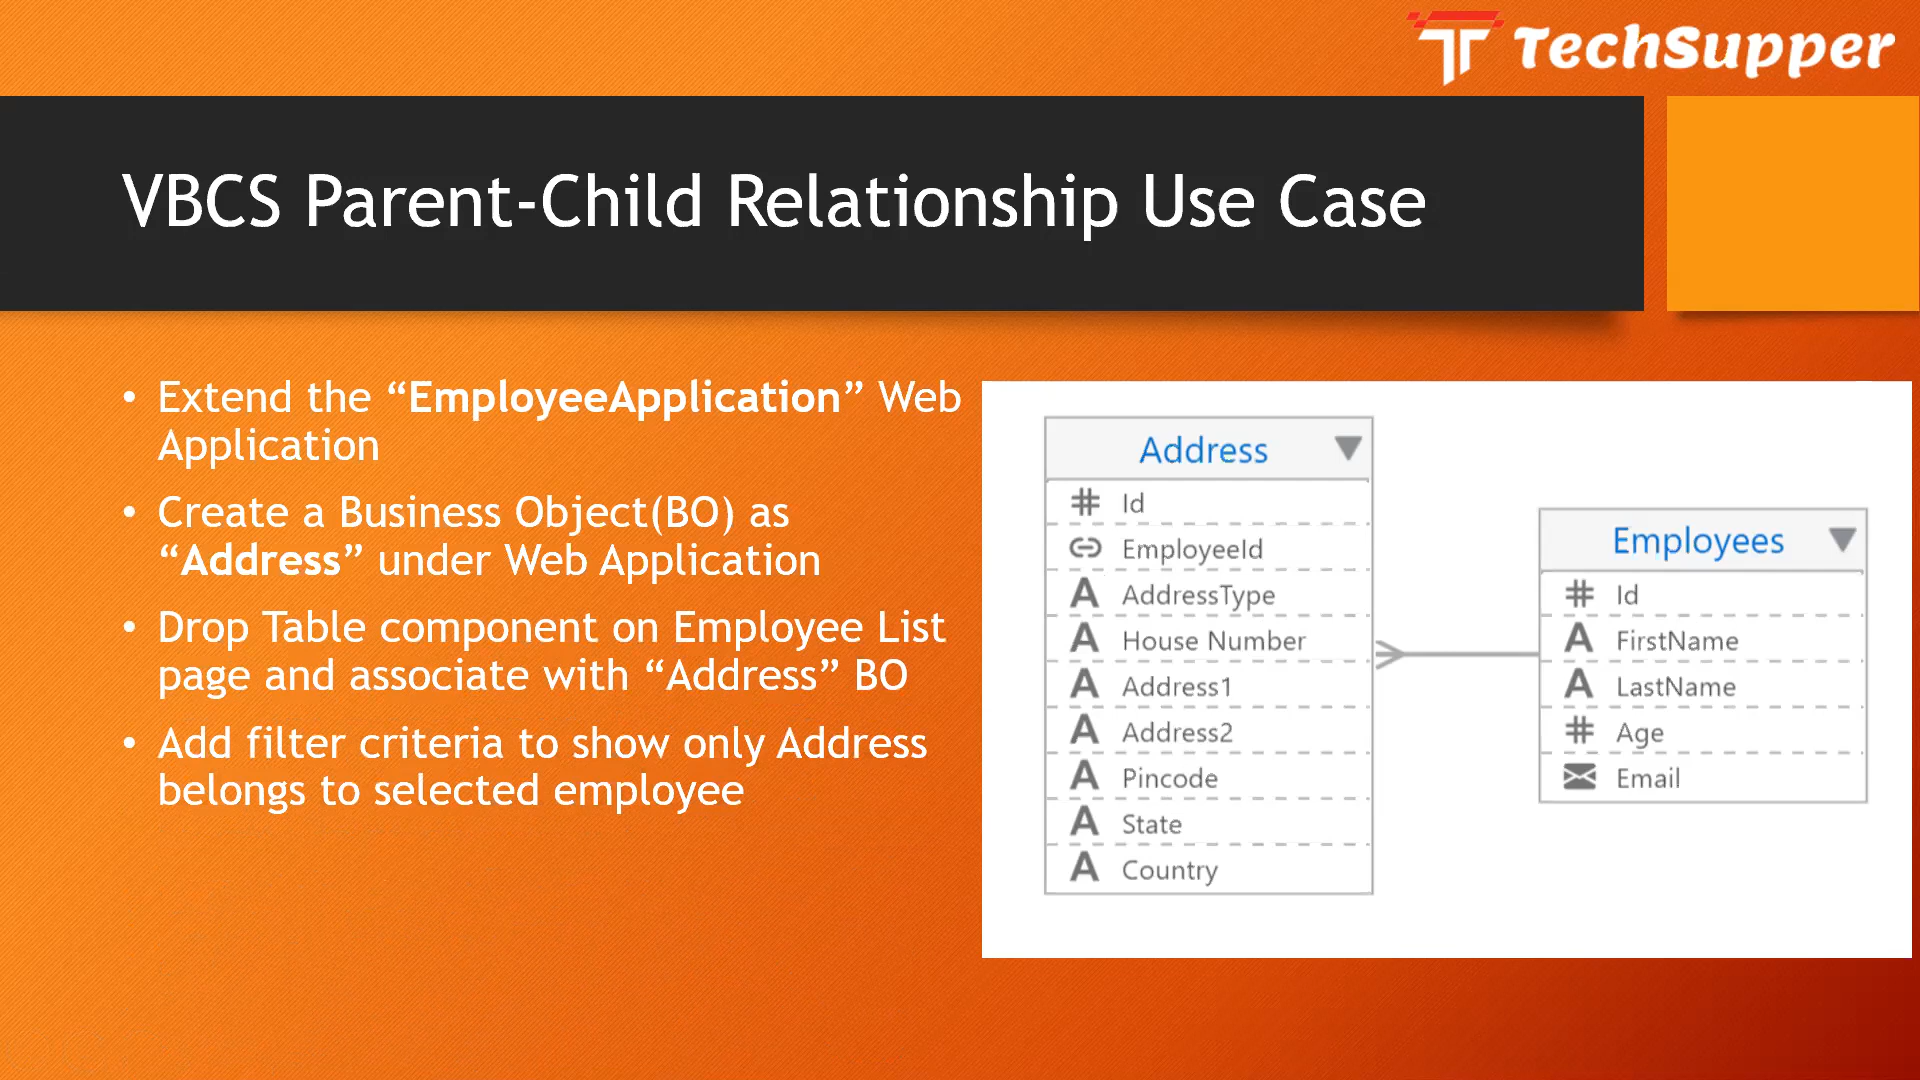 TechSupper
VBCS Parent-Child Relationship Use Case
• Extend the “EmployeeApplication” Web
Application
• Create a Business Object(BO) as
“Address” under Web Application
• Drop Table component on Employee List
page and associate with “Address” BO
• Add filter criteria to show only Address
belongs to selected employee
Address
Id
EmployeeId
AddressType
House Number
Address1
Address2
Pincode
State
Country
Employees
Id
FirstName
LastName
Age
Email